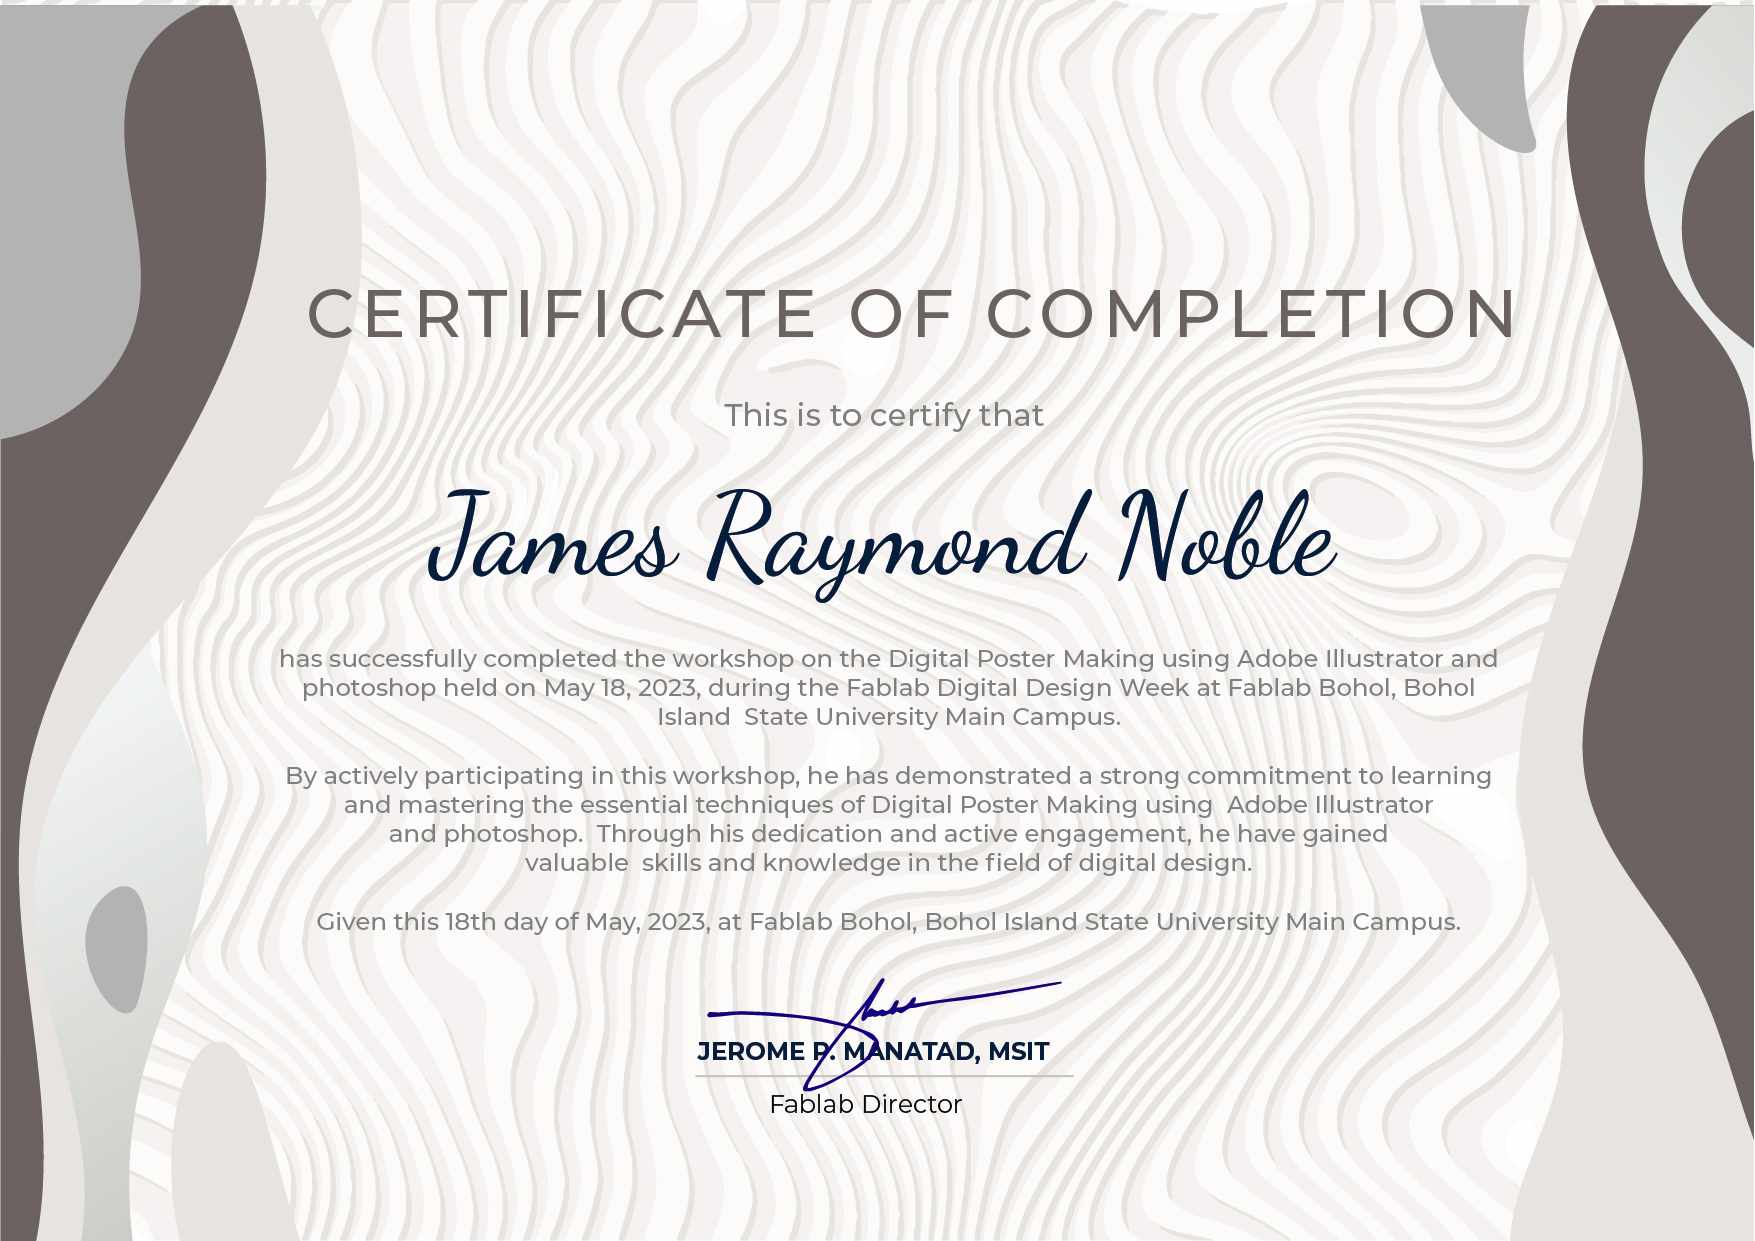 CERTIFICATE OF COMPLETION
This is to certify that
James Raymond Noble
has successfully completed the workshop on the Digital Poster Making using Adobe Illustrator and
photoshop held on May 18, 2023, during the Fablab Digital Design Week at Fablab Bohol, Bohol
Island  State University Main Campus.
By actively participating in this workshop, he has demonstrated a strong commitment to learning
and mastering the essential techniques of Digital Poster Making using  Adobe Illustrator
and photoshop.  Through his dedication and active engagement, he have gained
valuable  skills and knowledge in the field of digital design.
Given this 18th day of May, 2023, at Fablab Bohol, Bohol Island State University Main Campus.
JEROME P. MANATAD, MSIT
Fablab Director